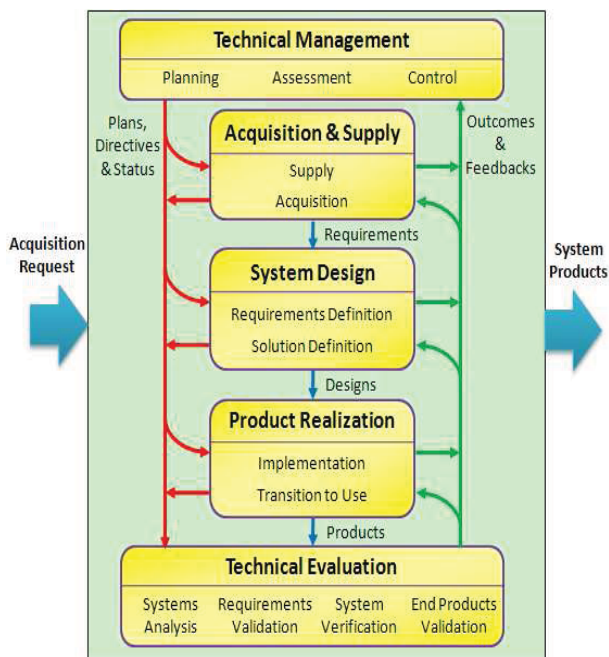 Technical Management
Planning Assessment Control
Plans,
Directives
& Status
Outcomes
&
Feedbacks
Acquisition & Supply
Supply
Acquisition
Requirements
Acquisition
Request
System
Products
System Design
Requirements Definition
Solution Definition
Designs
Product Realization
Implementation
Transition to Use
Products
Technical Evaluation
Systems
Analysis
Requirements
Validation
System
Verification
End Products
Validation